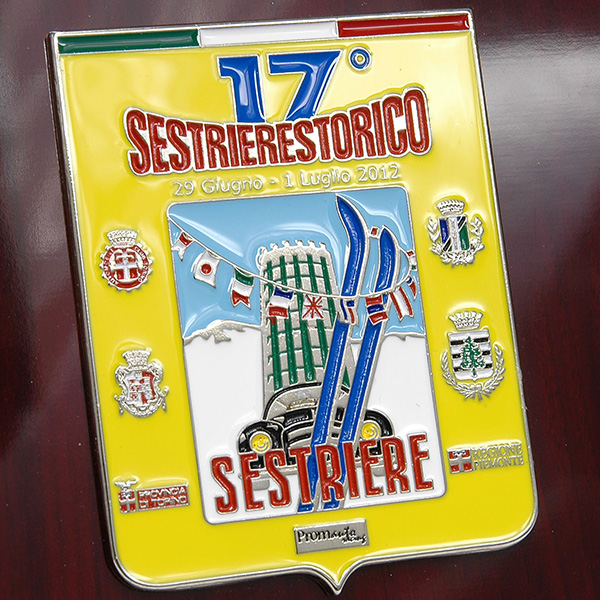 17°
SESTRIERESTORICO
29 Giugno - 1 Luglio 2012
SESTRIERE
PROVINCIA
DI TORINO
REGIONE
PIEMONTE